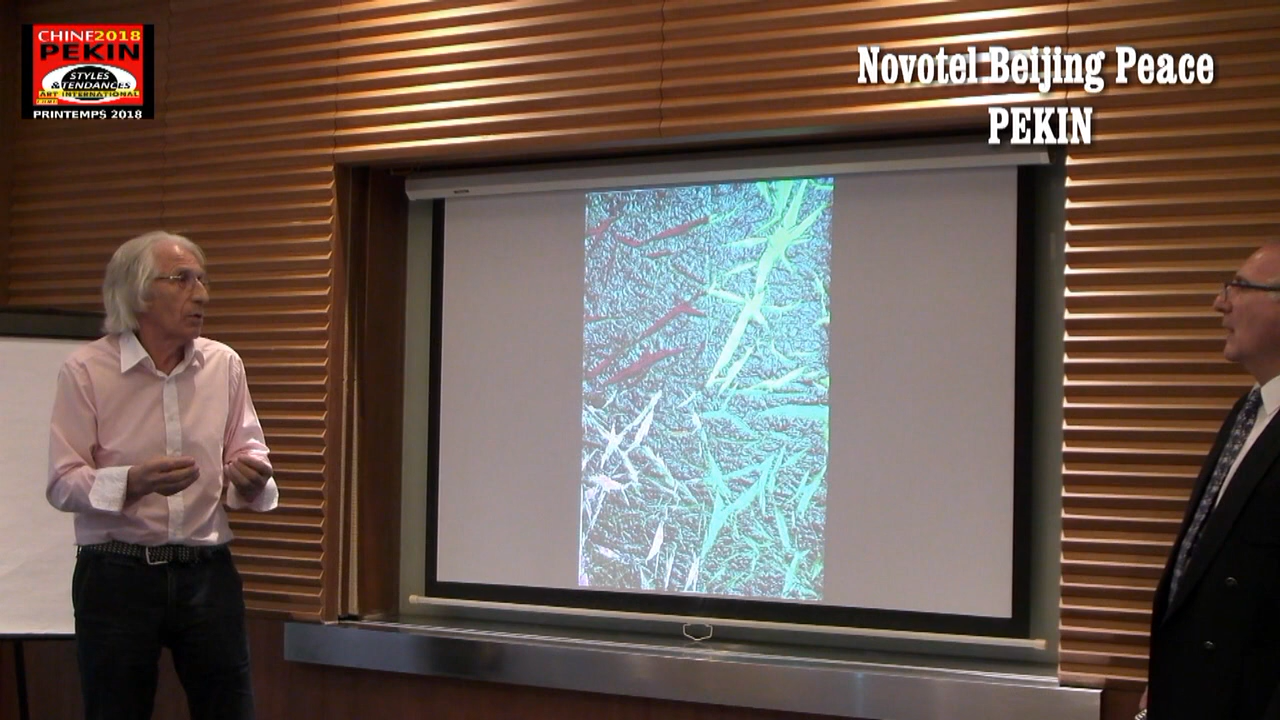 CHINE2018
PEKIN
STYLES
&TENDANCES
ART INTERNATIONAL
PRINTEMPS 2018
Novotel Beijing Peace
PEKIN